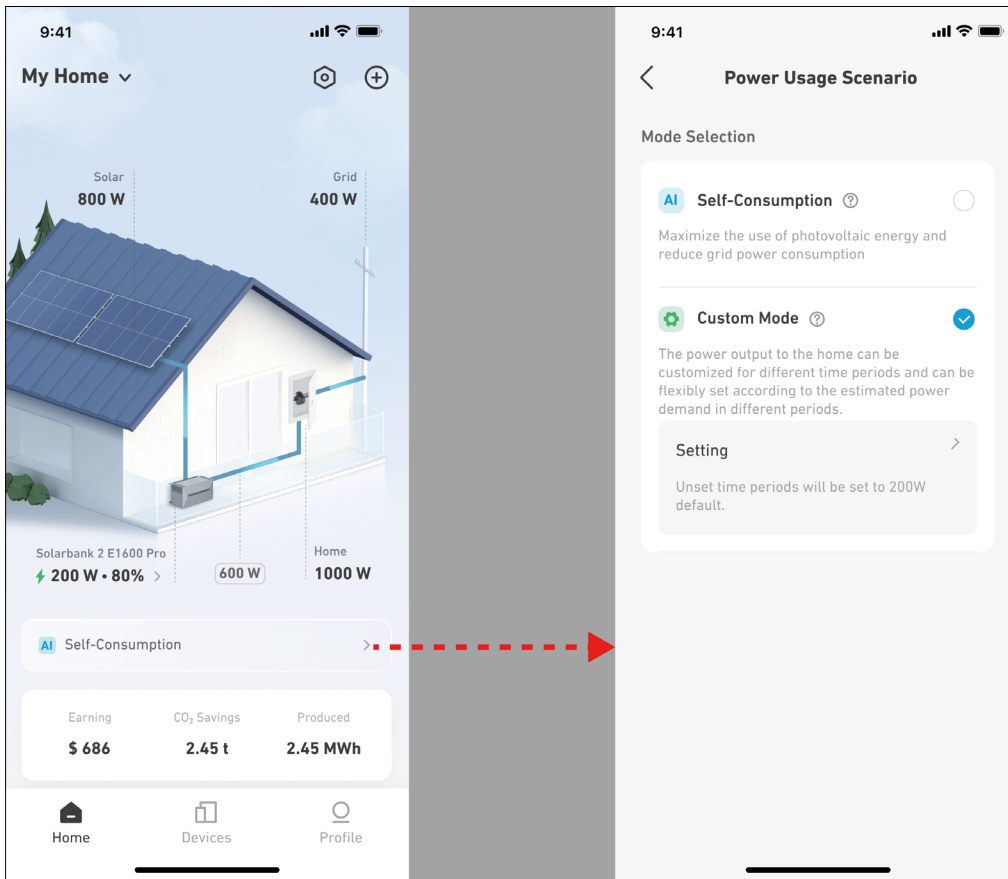 9:41
My Home
Solar
800 W
Grid
400 W
Solarbank 2 E1600 Pro
200 W • 80%
600 W
Home
1000 W
AI Self-Consumption
Earning
$ 686
CO₂ Savings
2.45 t
Produced
2.45 MWh
Home
Devices
Profile
9:41
Power Usage Scenario
Mode Selection
AI Self-Consumption ?
Maximize the use of photovoltaic energy and
reduce grid power consumption
Custom Mode ?
The power output to the home can be
customized for different time periods and can be
flexibly set according to the estimated power
demand in different periods.
Setting
Unset time periods will be set to 200W
default.